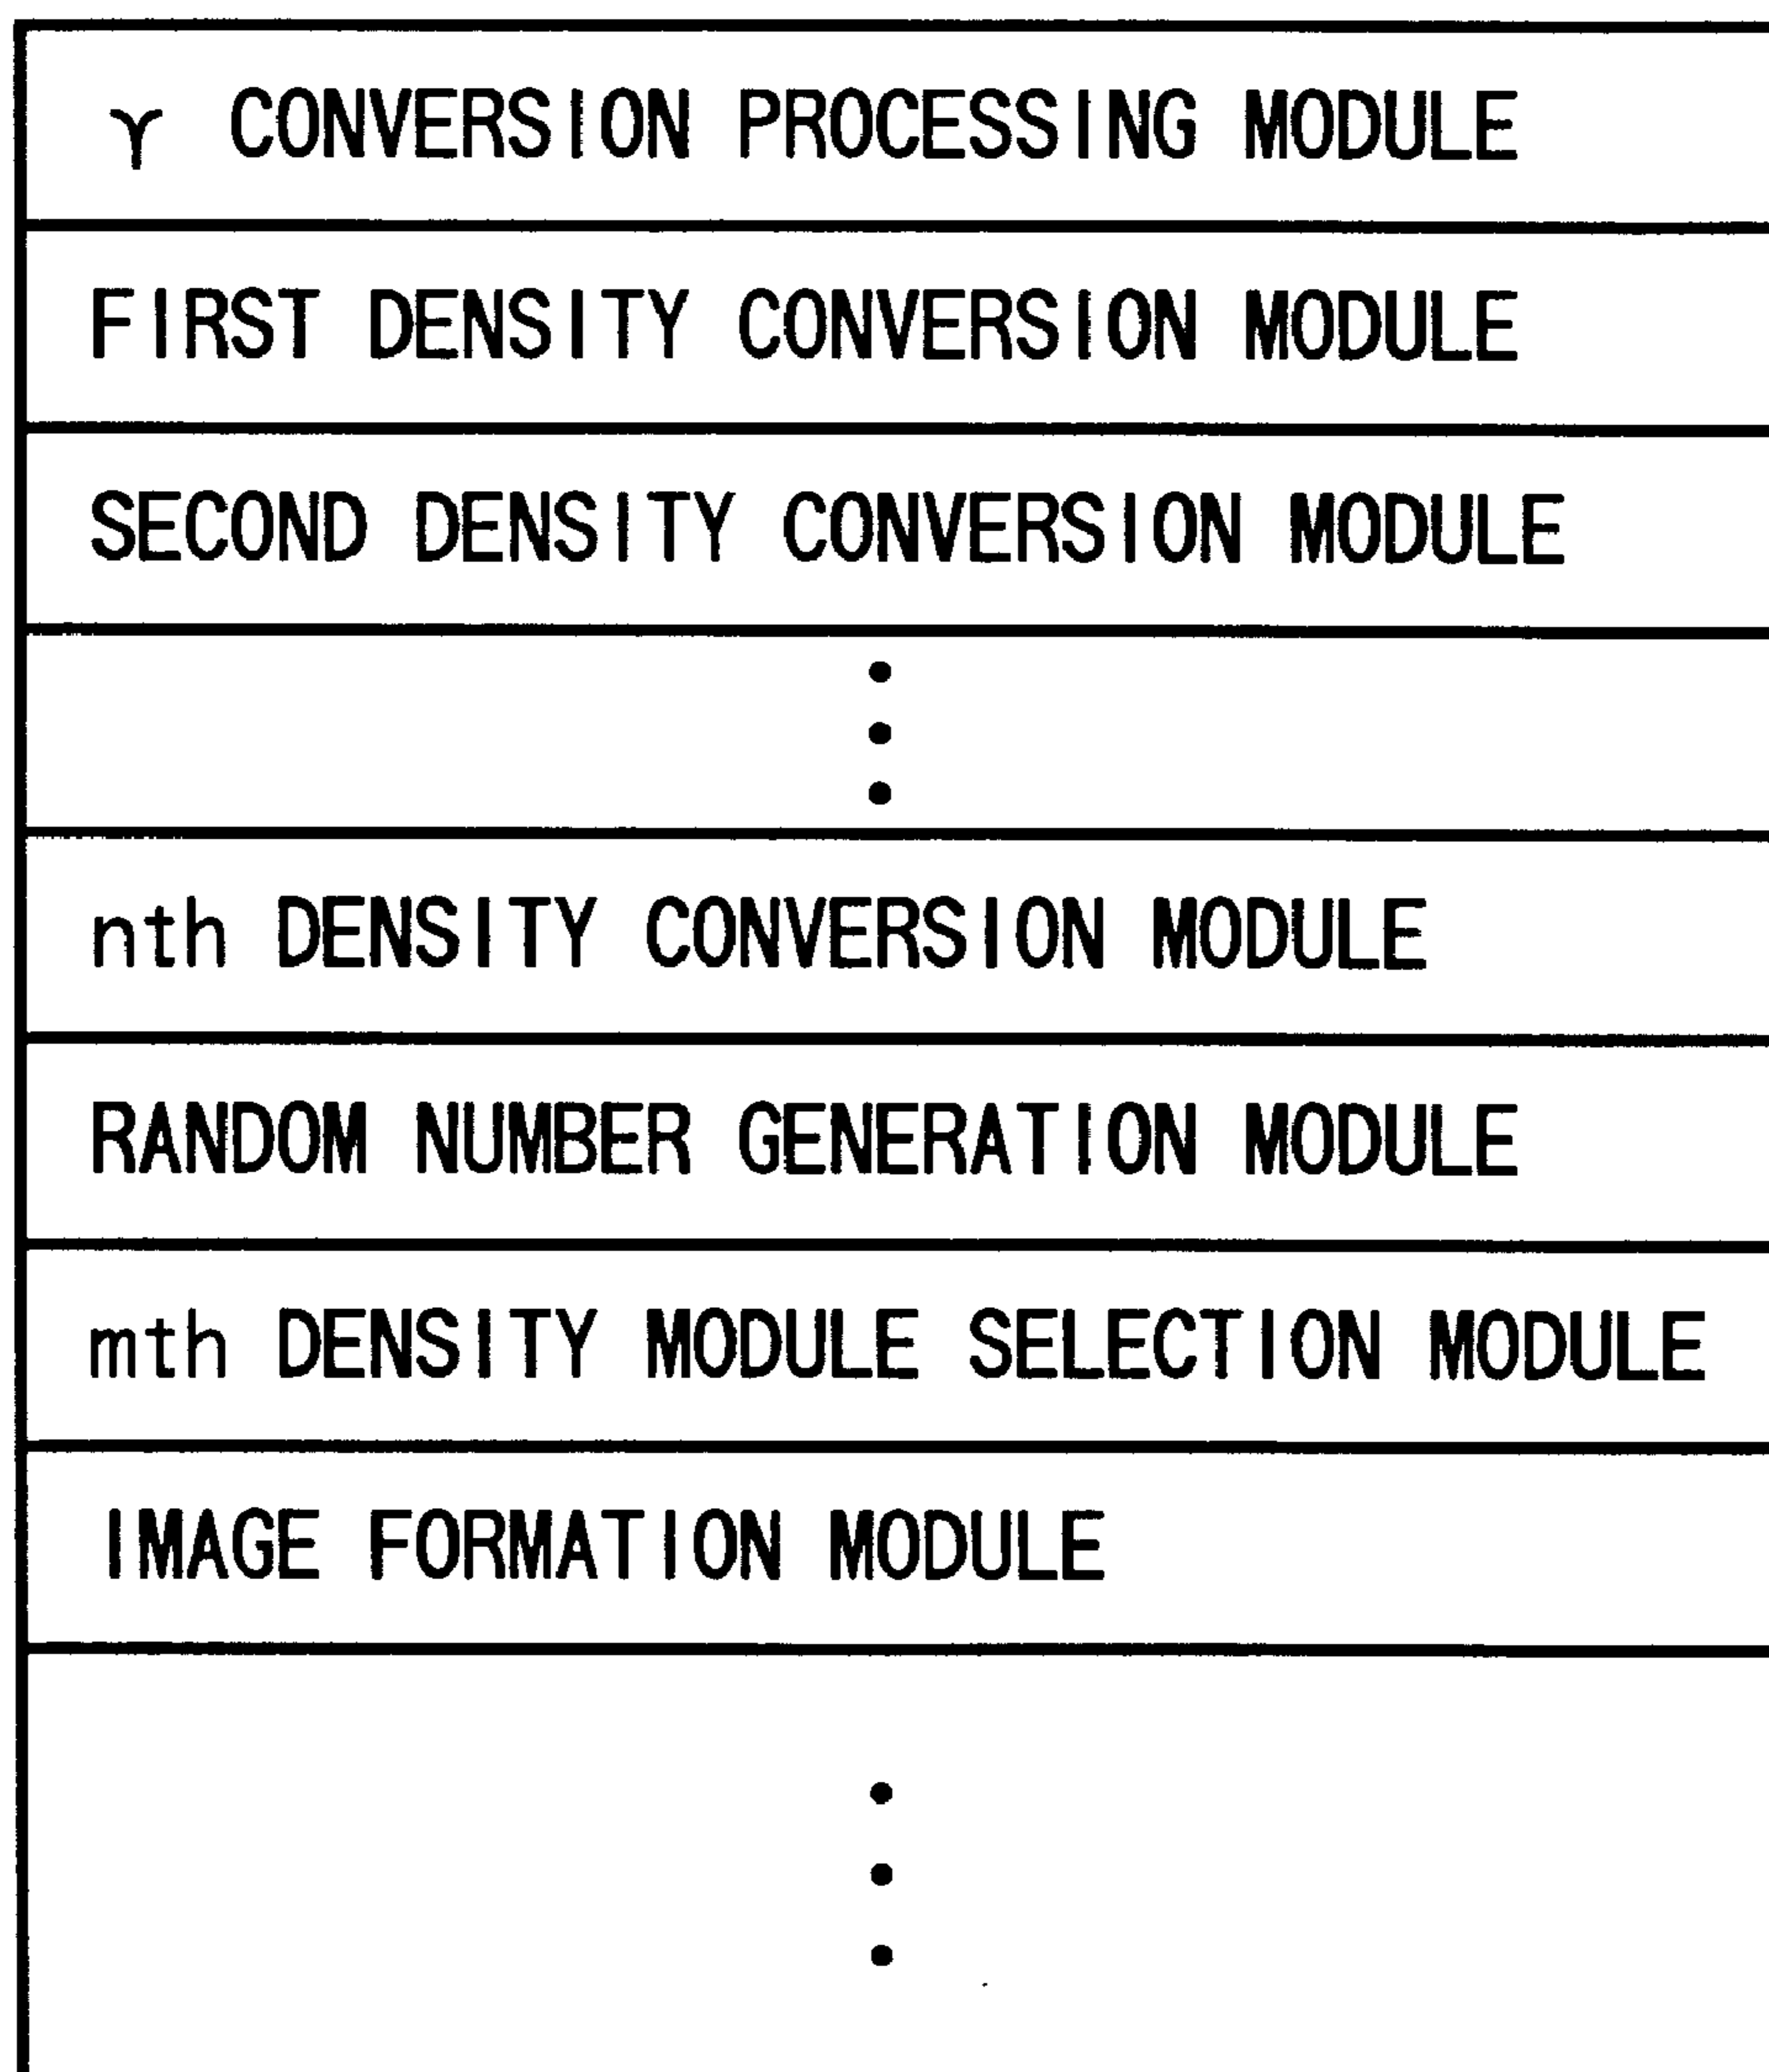 γ CONVERSION PROCESSING MODULE
FIRST DENSITY CONVERSION MODULE
SECOND DENSITY CONVERSION MODULE
nth DENSITY CONVERSION MODULE
RANDOM NUMBER GENERATION MODULE
mth DENSITY MODULE SELECTION MODULE
IMAGE FORMATION MODULE